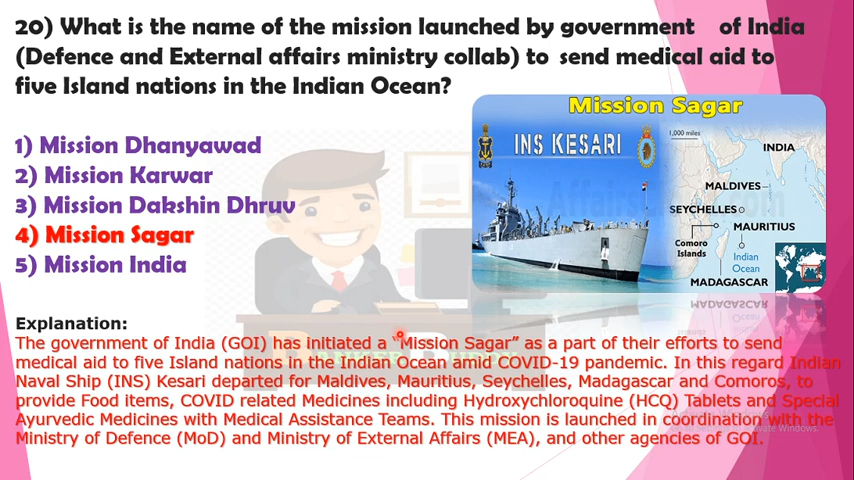 20) What is the name of the mission launched by government of India
(Defence and External affairs ministry collab) to send medical aid to
five Island nations in the Indian Ocean?
1) Mission Dhanyawad
2) Mission Karwar
3) Mission Dakshin Dhruv
4) Mission Sagar
5) Mission India
Mission Sagar
INS KESARI
1,000 miles
INDIA
MALDIVES
SEYCHELLES
MAURITIUS
Comoro
Islands
Indian
Ocean
MADAGASCAR
Explanation:
The government of India (GOI) has initiated a “Mission Sagar” as a part of their efforts to send
medical aid to five Island nations in the Indian Ocean amid COVID-19 pandemic. In this regard Indian
Naval Ship (INS) Kesari departed for Maldives, Mauritius, Seychelles, Madagascar and Comoros, to
provide Food items, COVID related Medicines including Hydroxychloroquine (HCQ) Tablets and Special
Ayurvedic Medicines with Medical Assistance Teams. This mission is launched in coordination with the
Ministry of Defence (MoD) and Ministry of External Affairs (MEA), and other agencies of GOI.